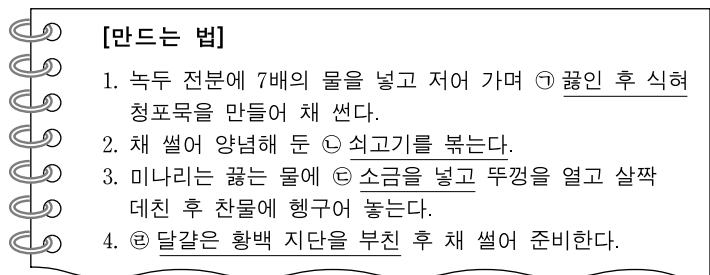 [만드는 법]
1. 녹두 전분에 7배의 물을 넣고 저어 가며 ㉠ 끓인 후 식혀
청포묵을 만들어 채 썬다.
2. 채 썰어 양념해 둔 ㉡ 쇠고기를 볶는다.
3. 미나리는 끓는 물에 ㉢ 소금을 넣고 뚜껑을 열고 살짝
데친 후 찬물에 헹구어 놓는다.
4. ㉣ 달걀은 황백 지단을 부친 후 채 썰어 준비한다.